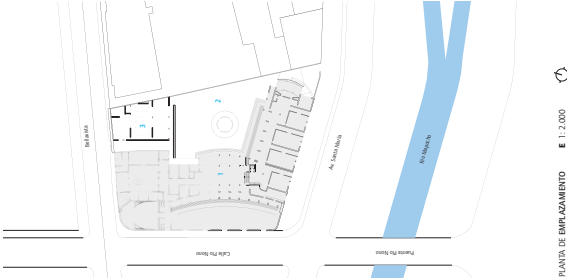 2
3
1
Bellavista
Av. Santa María
Río Mapocho
Calle Pío Nono
Puente Pío Nono
PLANTA DE EMPLAZAMIENTO E 1: 2.000